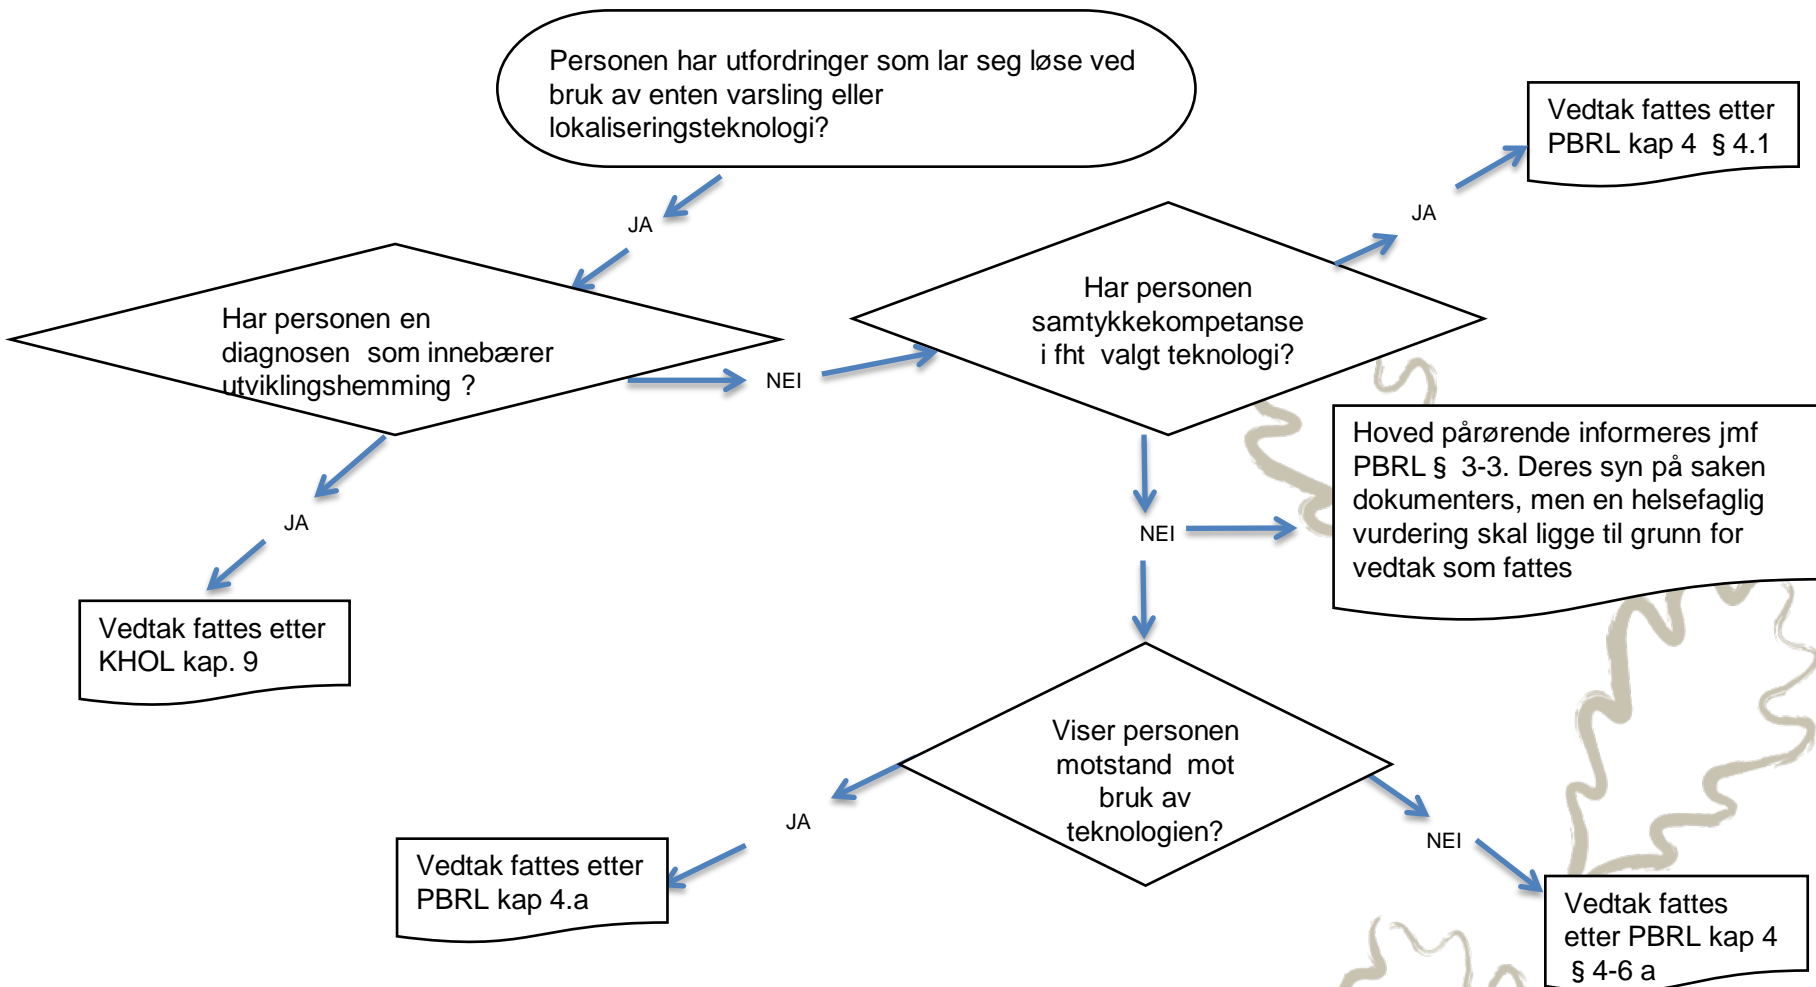 Personen har utfordringer som lar seg løse ved
bruk av enten varsling eller
lokaliseringsteknologi?
Vedtak fattes etter
PBRL kap 4 § 4.1
JA
JA
Har personen en
diagnosen som innebærer
utviklingshemming ?
Har personen
samtykkekompetanse
i fht valgt teknologi?
NEI
Hoved pårørende informeres jmf
PBRL § 3-3. Deres syn på saken
dokumenters, men en helsefaglig
vurdering skal ligge til grunn for
vedtak som fattes
JA
NEI
Vedtak fattes etter
KHOL kap. 9
Viser personen
motstand mot
bruk av
teknologien?
JA
NEI
Vedtak fattes etter
PBRL kap 4.a
Vedtak fattes
etter PBRL kap 4
§ 4-6 a